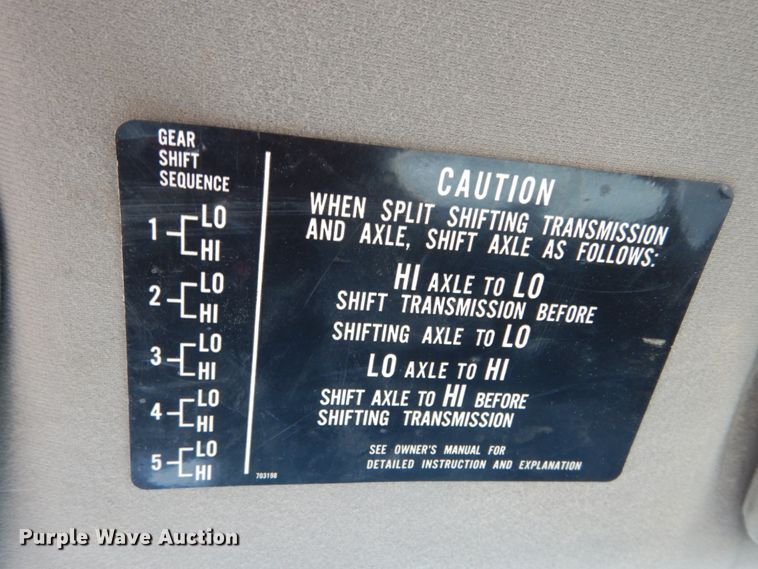 GEAR
SHIFT
SEQUENCE
1 LO
HI
2 LO
HI
3 LO
HI
4 LO
HI
5 LO
HI
CAUTION
WHEN SPLIT SHIFTING TRANSMISSION
AND AXLE, SHIFT AXLE AS FOLLOWS:
HI AXLE TO LO
SHIFT TRANSMISSION BEFORE
SHIFTING AXLE TO LO
LO AXLE TO HI
SHIFT AXLE TO HI BEFORE
SHIFTING TRANSMISSION
SEE OWNER'S MANUAL FOR
DETAILED INSTRUCTION AND EXPLANATION
703198
Purple Wave Auction